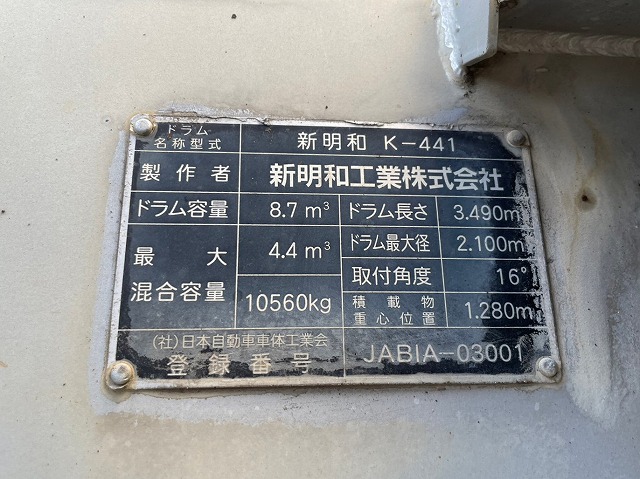 ドラム
名称型式
新明和 K-441
製作者 新明和工業株式会社
ドラム容量 8.7 m³ ドラム長さ 3.490m
最大
混合容量
4.4 m³
10560kg
ドラム最大径 2.100m
取付角度 16°
積載物
重心位置
1.280m
(社)日本自動車車体工業会
登録番号
JABIA-03001